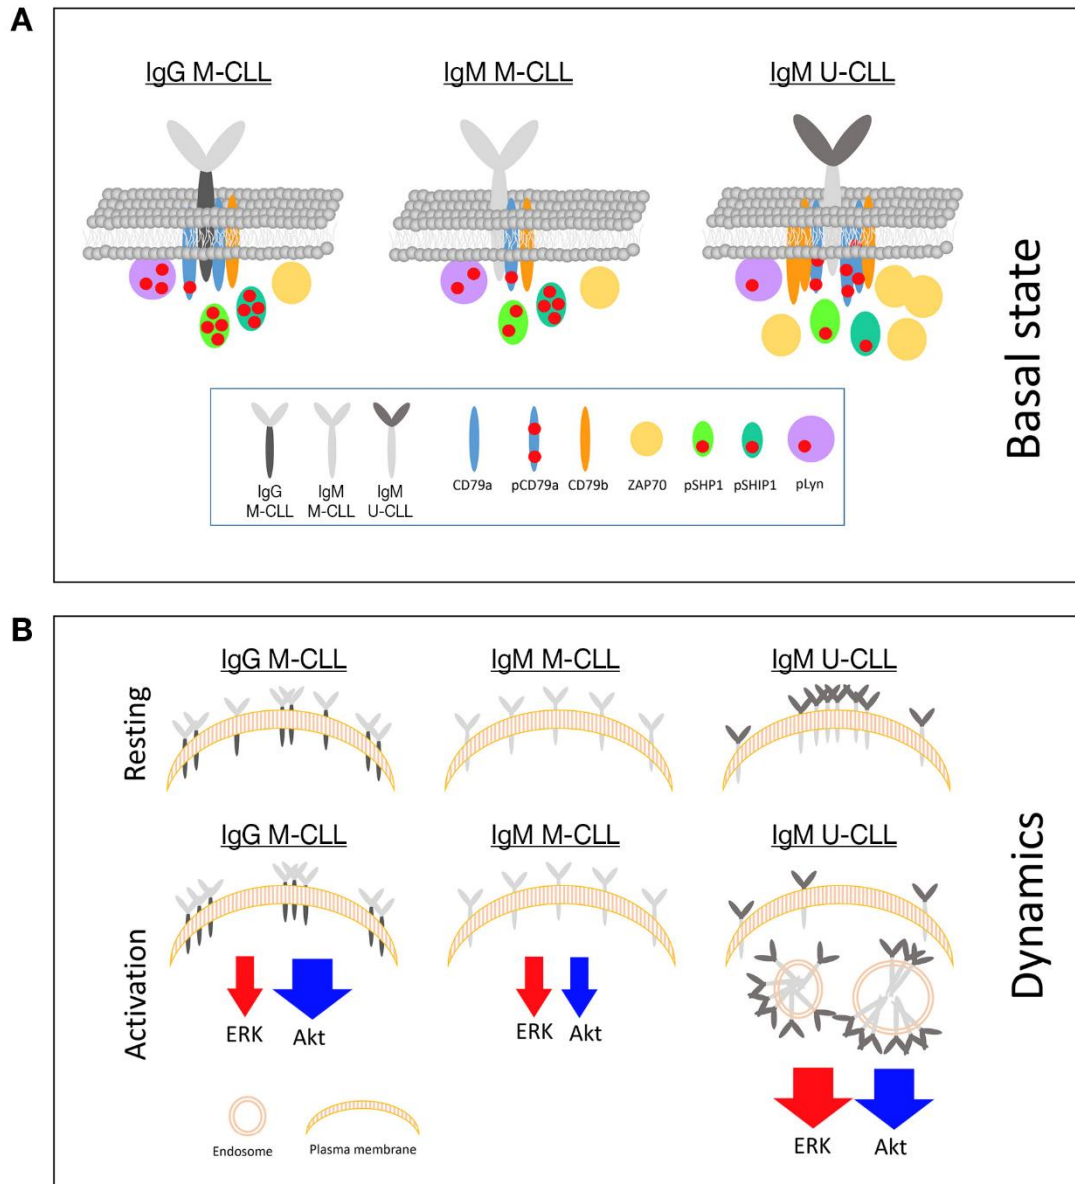 A
IgG M-CLL
IgM M-CLL
IgM U-CLL
Basal state
IgG
M-CLL
IgM
M-CLL
IgM
U-CLL
CD79a
pCD79a
CD79b
ZAP70
pSHP1
pSHIP1
pLyn
B
Resting
IgG M-CLL
IgM M-CLL
IgM U-CLL
Dynamics
Activation
IgG M-CLL
IgM M-CLL
IgM U-CLL
ERK
Akt
ERK
Akt
ERK
Akt
Endosome
Plasma membrane